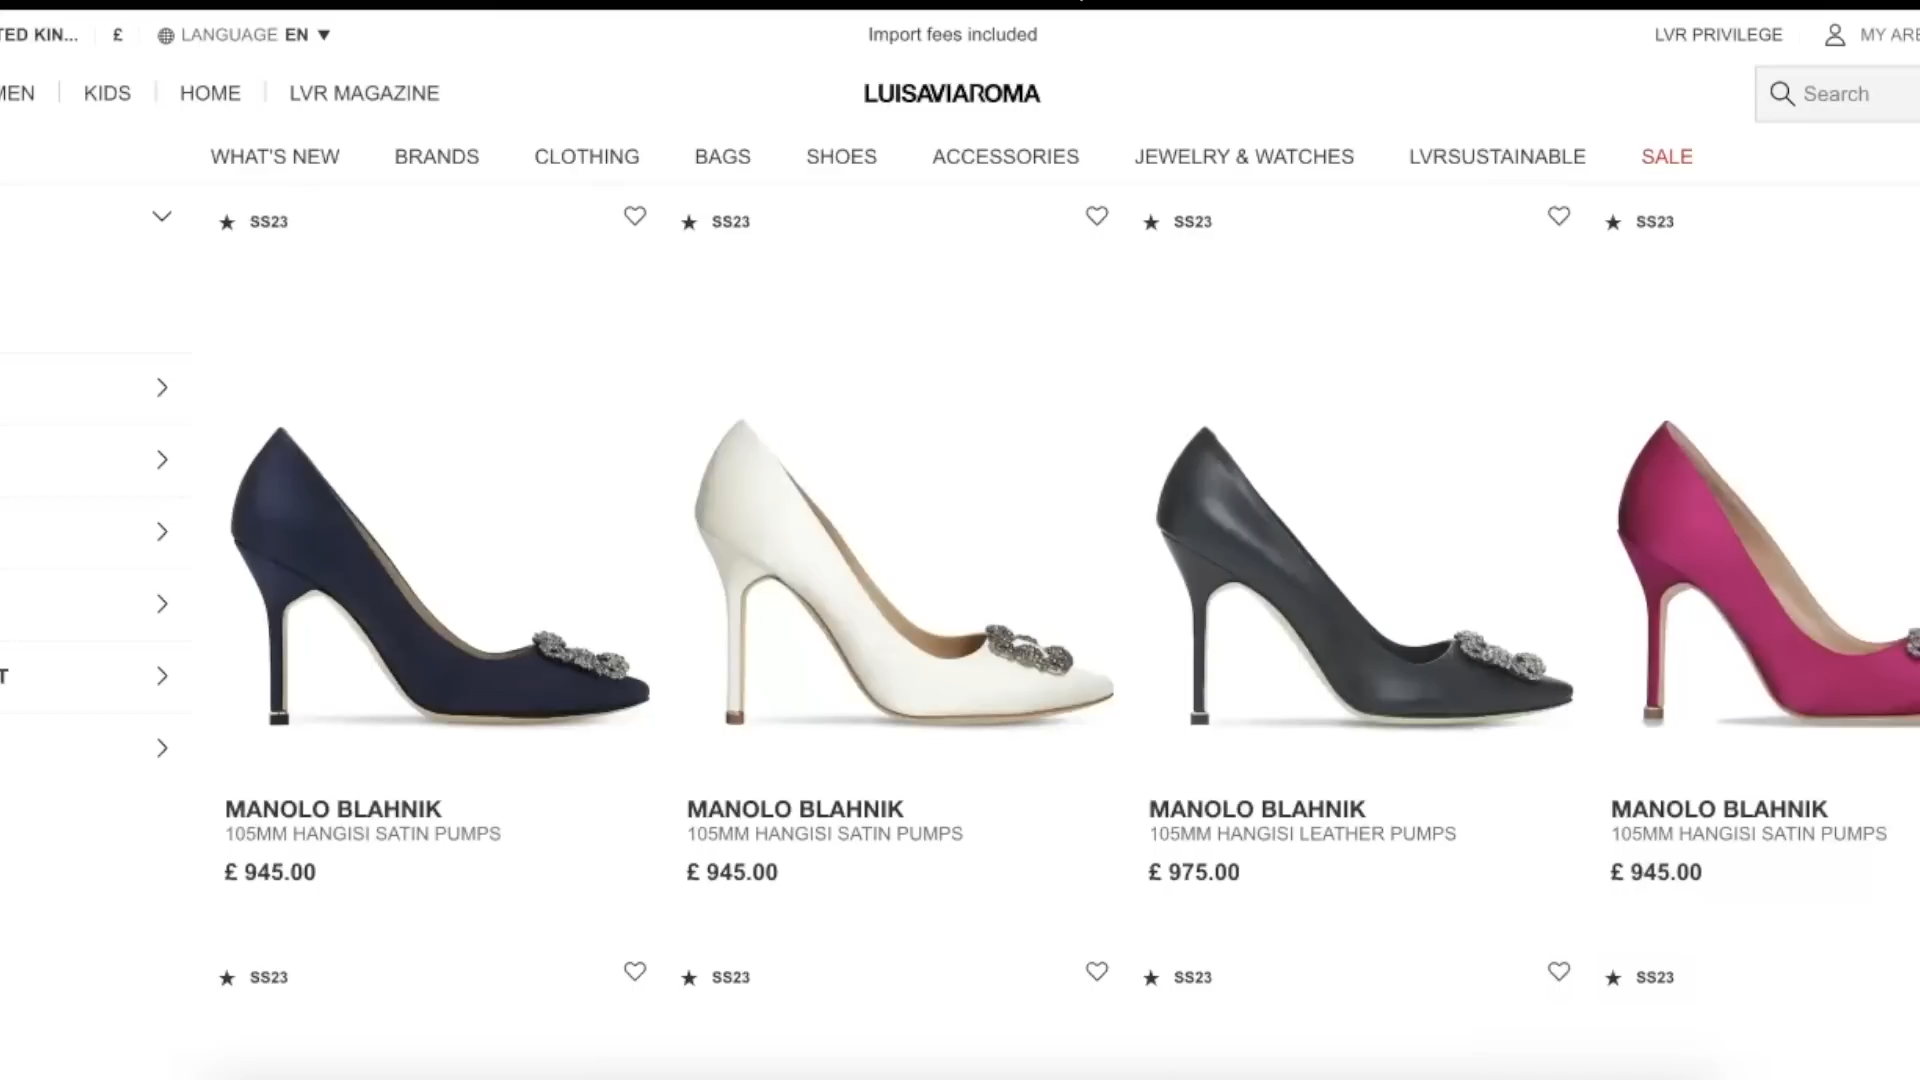 TED KIN... £ LANGUAGE EN ▼ Import fees included LVR PRIVILEGE MY ARE
MEN KIDS HOME LVR MAGAZINE LUISAVIAROMA Search
WHAT'S NEW BRANDS CLOTHING BAGS SHOES ACCESSORIES JEWELRY & WATCHES LVRSUSTAINABLE SALE
★ SS23 ★ SS23 ★ SS23 ★ SS23
T
MANOLO BLAHNIK MANOLO BLAHNIK MANOLO BLAHNIK MANOLO BLAHNIK
105MM HANGISI SATIN PUMPS 105MM HANGISI SATIN PUMPS 105MM HANGISI LEATHER PUMPS 105MM HANGISI SATIN PUMPS
£ 945.00 £ 945.00 £ 975.00 £ 945.00
★ SS23 ★ SS23 ★ SS23 ★ SS23